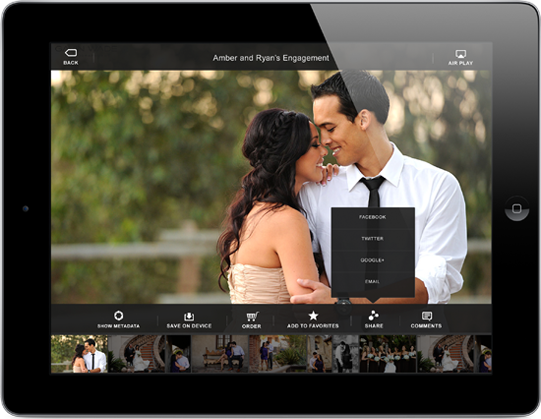 BACK
Amber and Ryan's Engagement
AIR PLAY
FACEBOOK
TWITTER
GOOGLE+
EMAIL
SHOW METADATA
SAVE ON DEVICE
ORDER
ADD TO FAVORITES
SHARE
COMMENTS